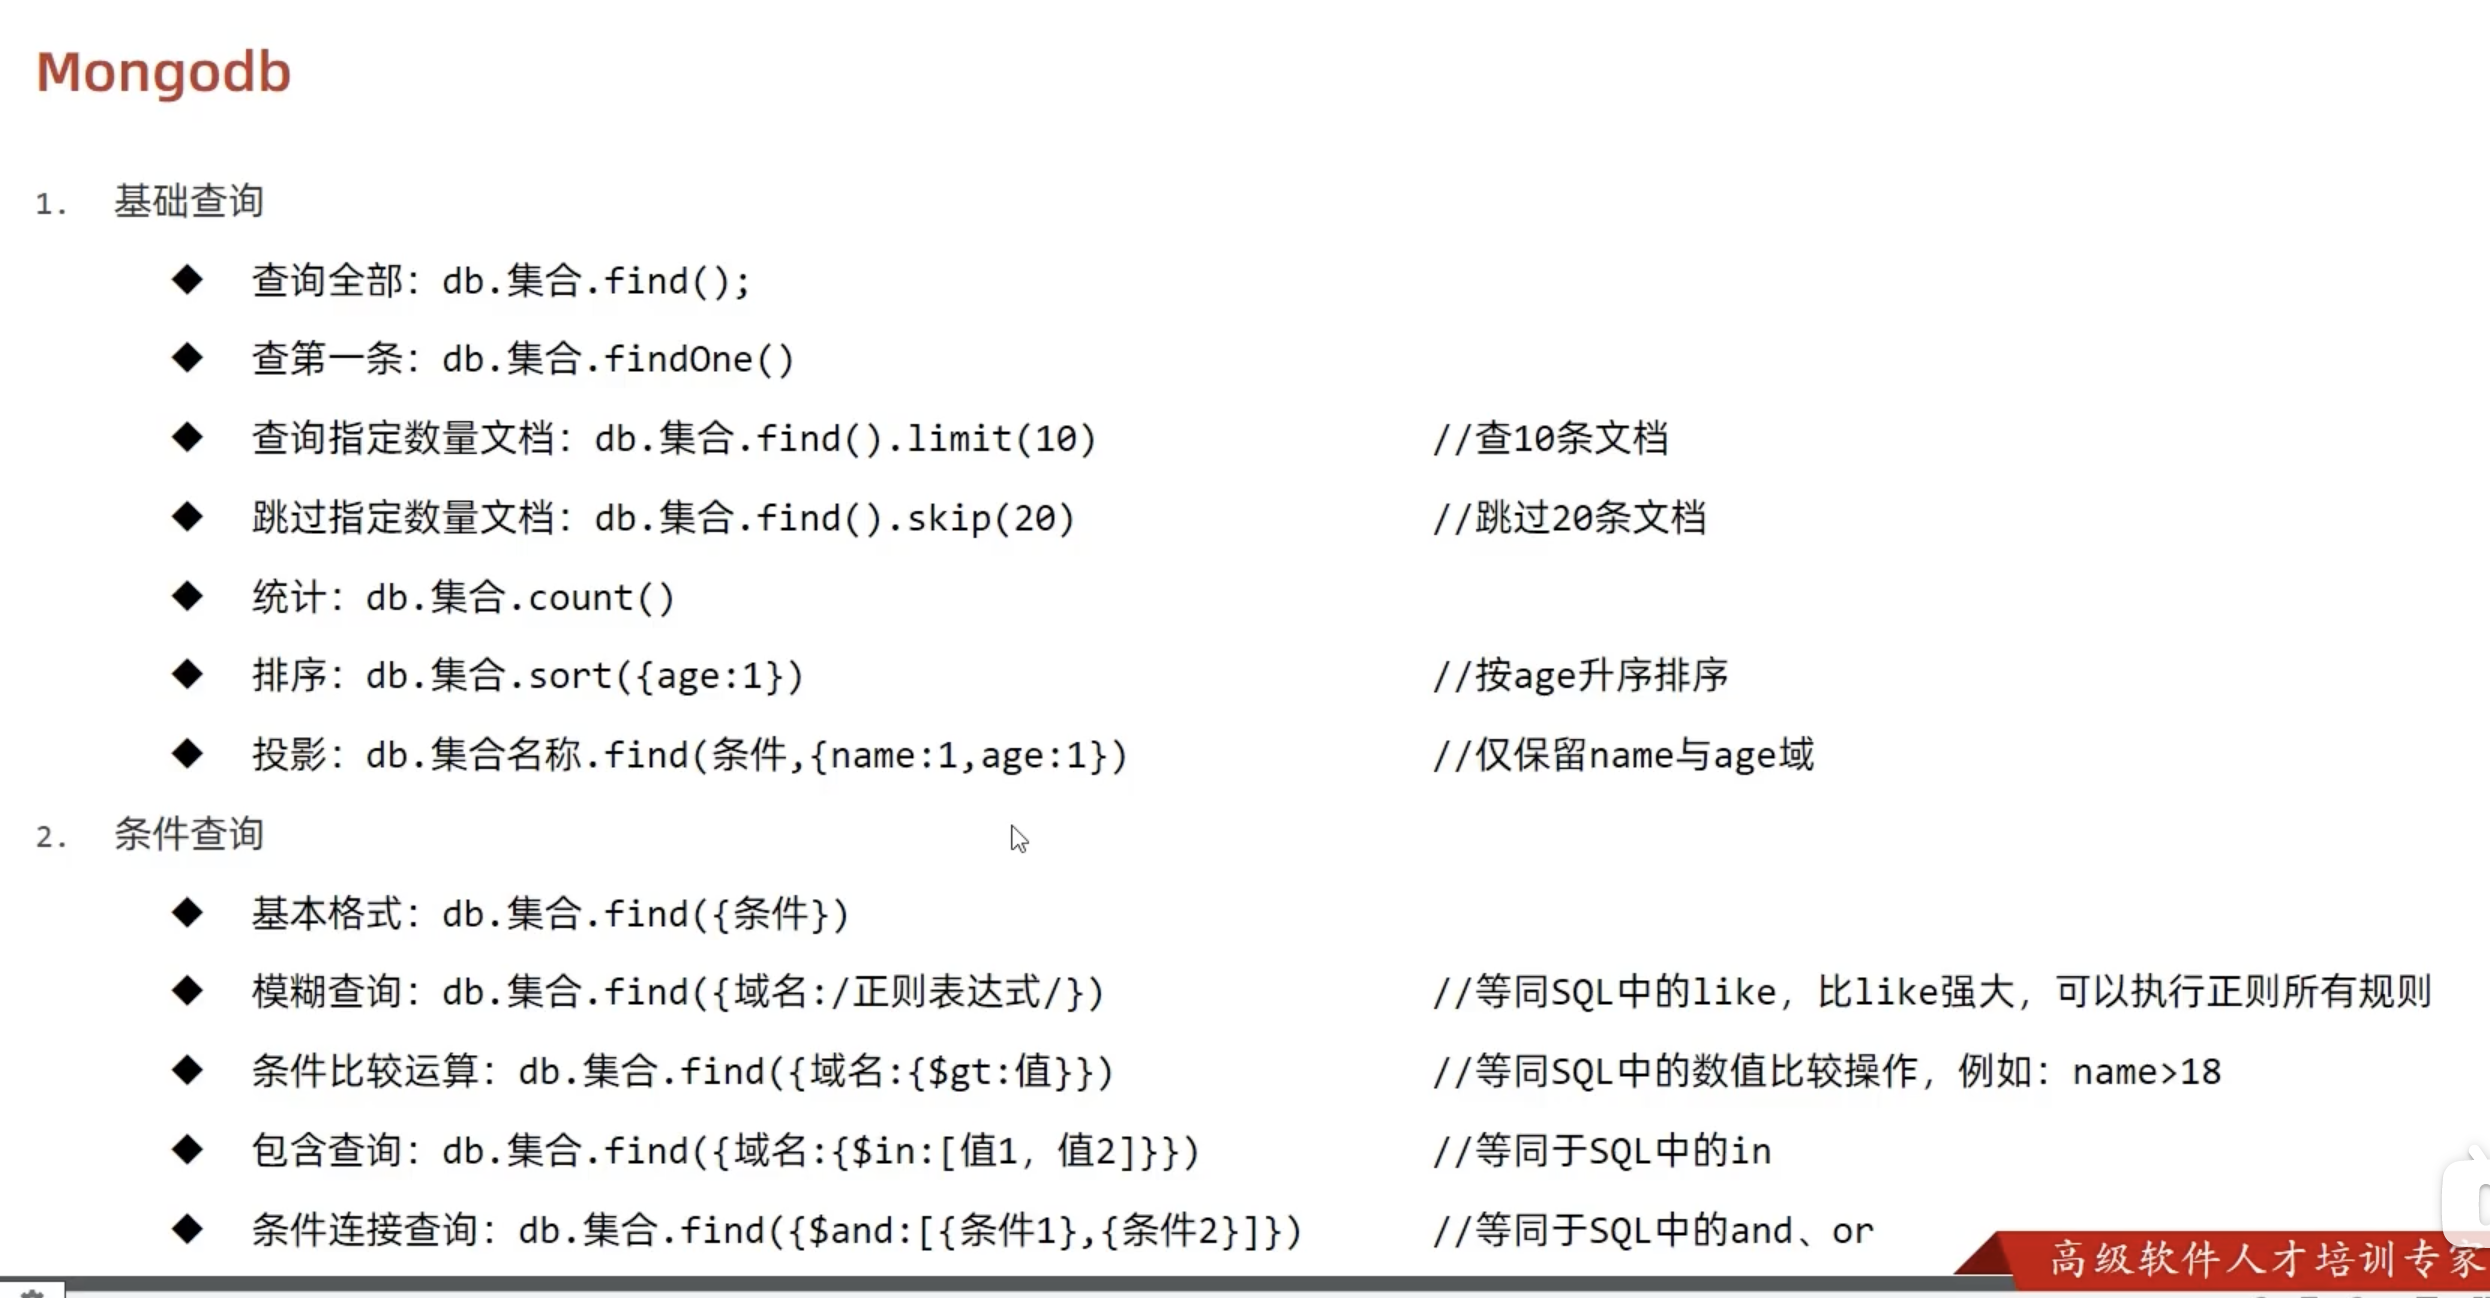 Mongodb
1. 基础查询
◆ 查询全部：db.集合.find();
◆ 查第一条：db.集合.findOne()
◆ 查询指定数量文档：db.集合.find().limit(10) //查10条文档
◆ 跳过指定数量文档：db.集合.find().skip(20) //跳过20条文档
◆ 统计：db.集合.count()
◆ 排序：db.集合.sort({age:1}) //按age升序排序
◆ 投影：db.集合名称.find(条件,{name:1,age:1}) //仅保留name与age域
2. 条件查询
◆ 基本格式：db.集合.find({条件})
◆ 模糊查询：db.集合.find({域名:/正则表达式/}) //等同SQL中的like，比like强大，可以执行正则所有规则
◆ 条件比较运算：db.集合.find({域名:{$gt:值}}) //等同SQL中的数值比较操作，例如：name>18
◆ 包含查询：db.集合.find({域名:{$in:[值1，值2]}}) //等同于SQL中的in
◆ 条件连接查询：db.集合.find({$and:[{条件1},{条件2}]}) //等同于SQL中的and、or
高级软件人才培训专家